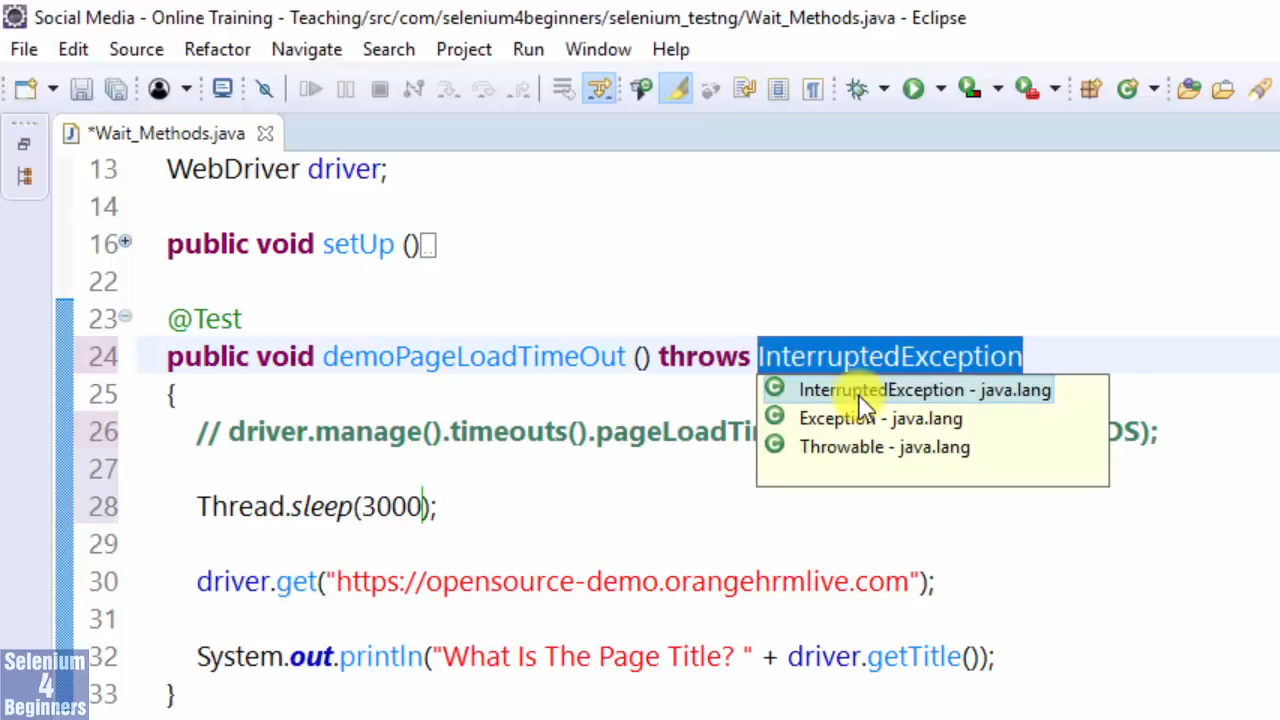 Social Media - Online Training - Teaching/src/com/selenium4beginners/selenium_testng/Wait_Methods.java - Eclipse
File Edit Source Refactor Navigate Search Run Window Help
*Wait_Methods.java
13 WebDriver driver;
14
16 public void setUp ()
22
23 @Test
24 public void demoPageLoadTimeOut () throws InterruptedException
InterruptedException - java.lang
25 {
Exception - java.lang
26 // driver.manage().timeouts().pageLoadTi DS);
Throwable - java.lang
27
28 Thread.sleep(3000);
29
30 driver.get("https://opensource-demo.orangehrmlive.com");
31
32 System.out.println("What Is The Page Title? " + driver.getTitle());
33 }
Selenium
4
Beginners